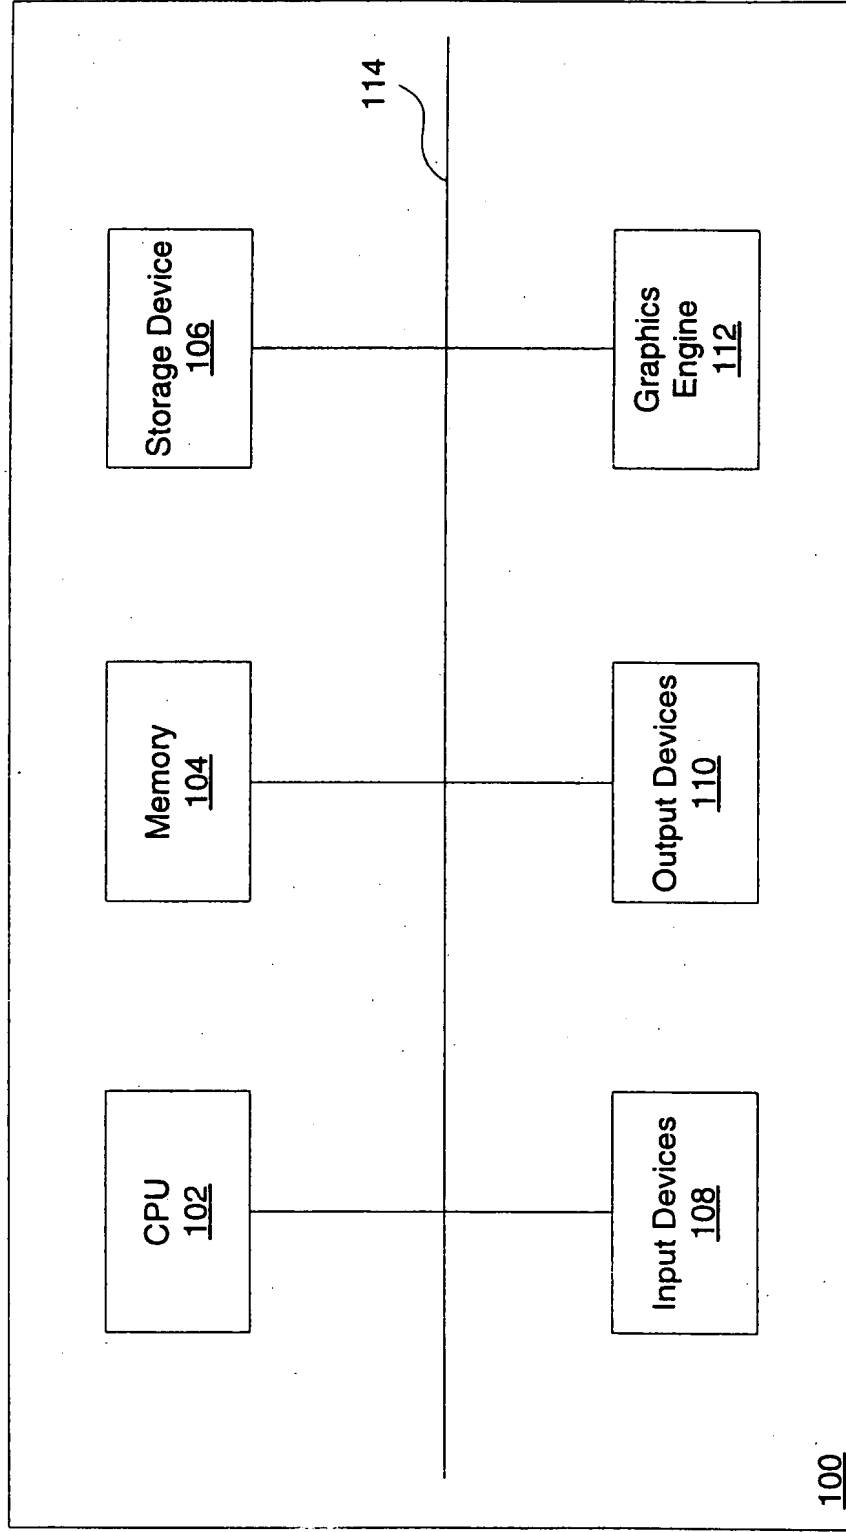 CPU
102
Memory
104
Storage Device
106
114
Input Devices
108
Output Devices
110
Graphics
Engine
112
100